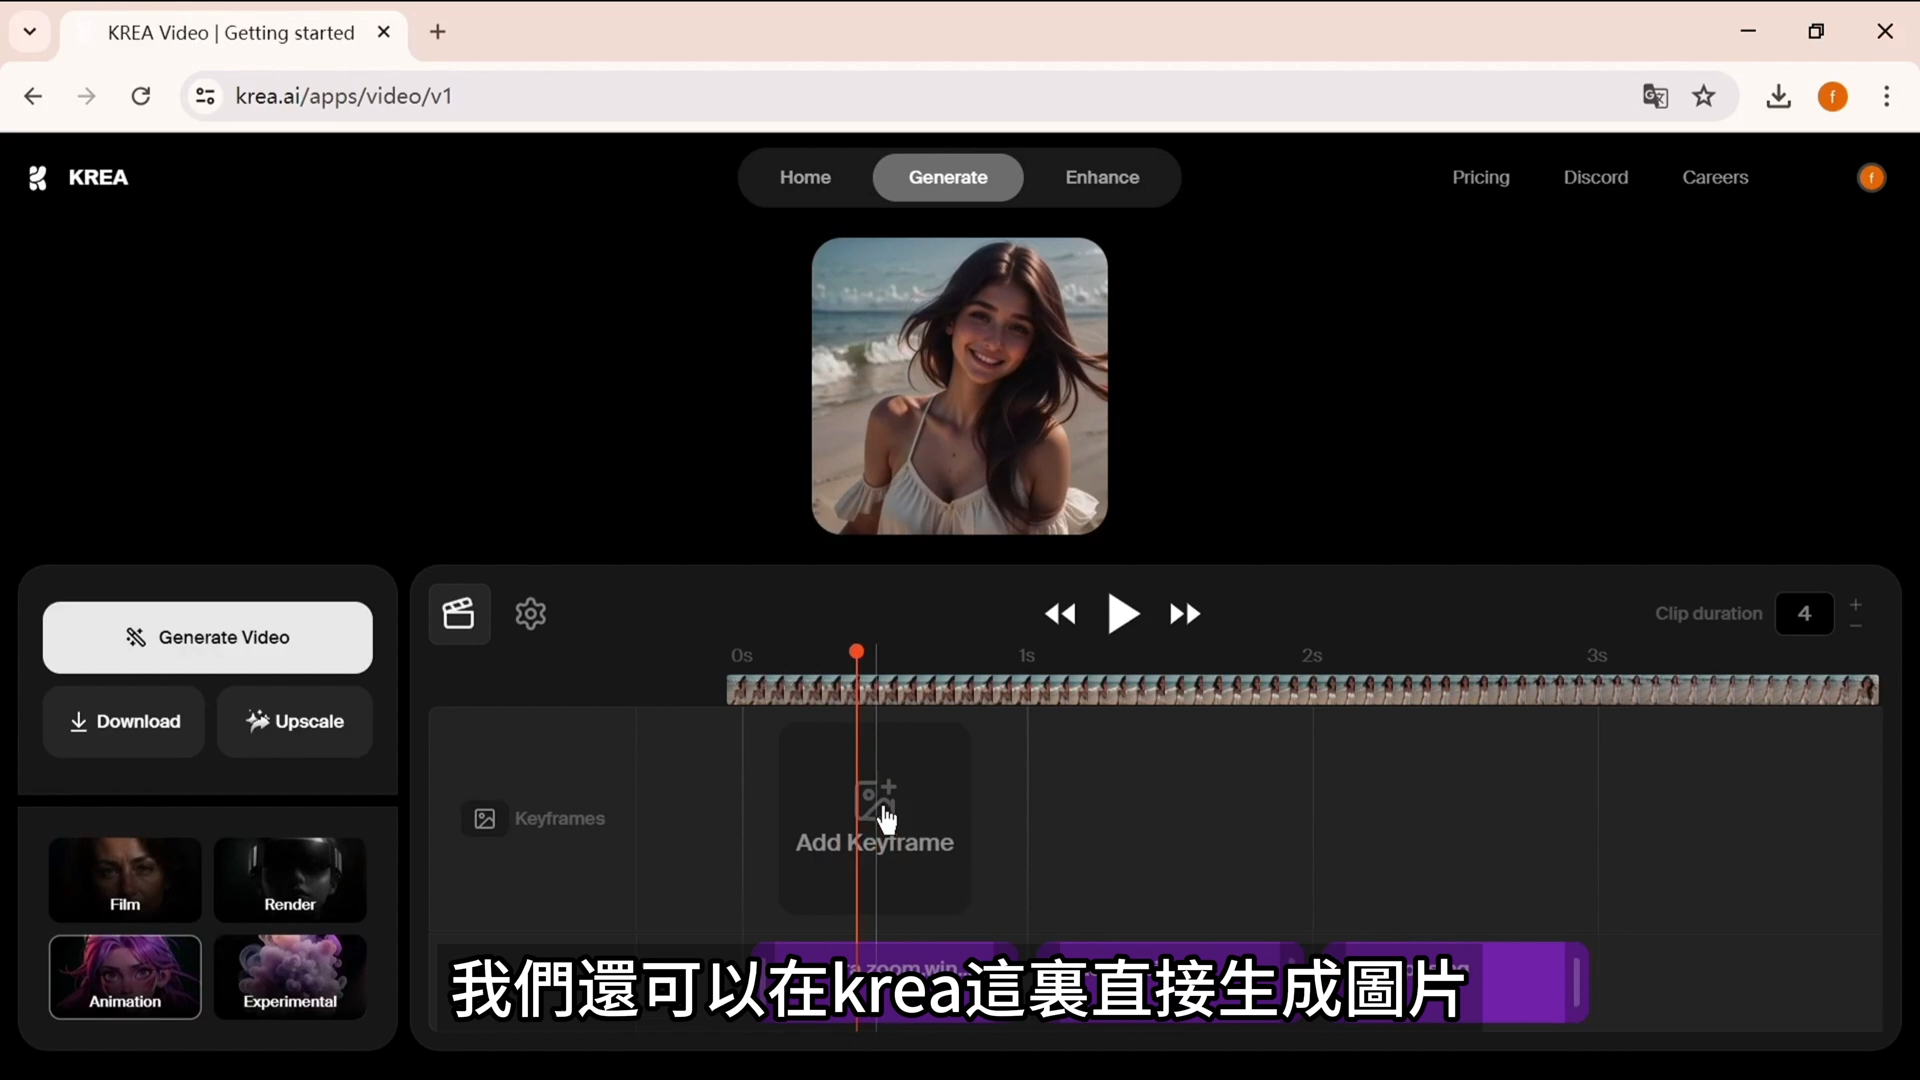 KREA Video | Getting started
krea.ai/apps/video/v1
f
KREA
Home
Generate
Enhance
Pricing
Discord
Careers
f
Generate Video
Download
Upscale
Clip duration
4
0s
1s
2s
3s
Keyframes
Add Keyframe
Film
Render
Animation
Experimental
我們還可以在krea這裏直接生成圖片